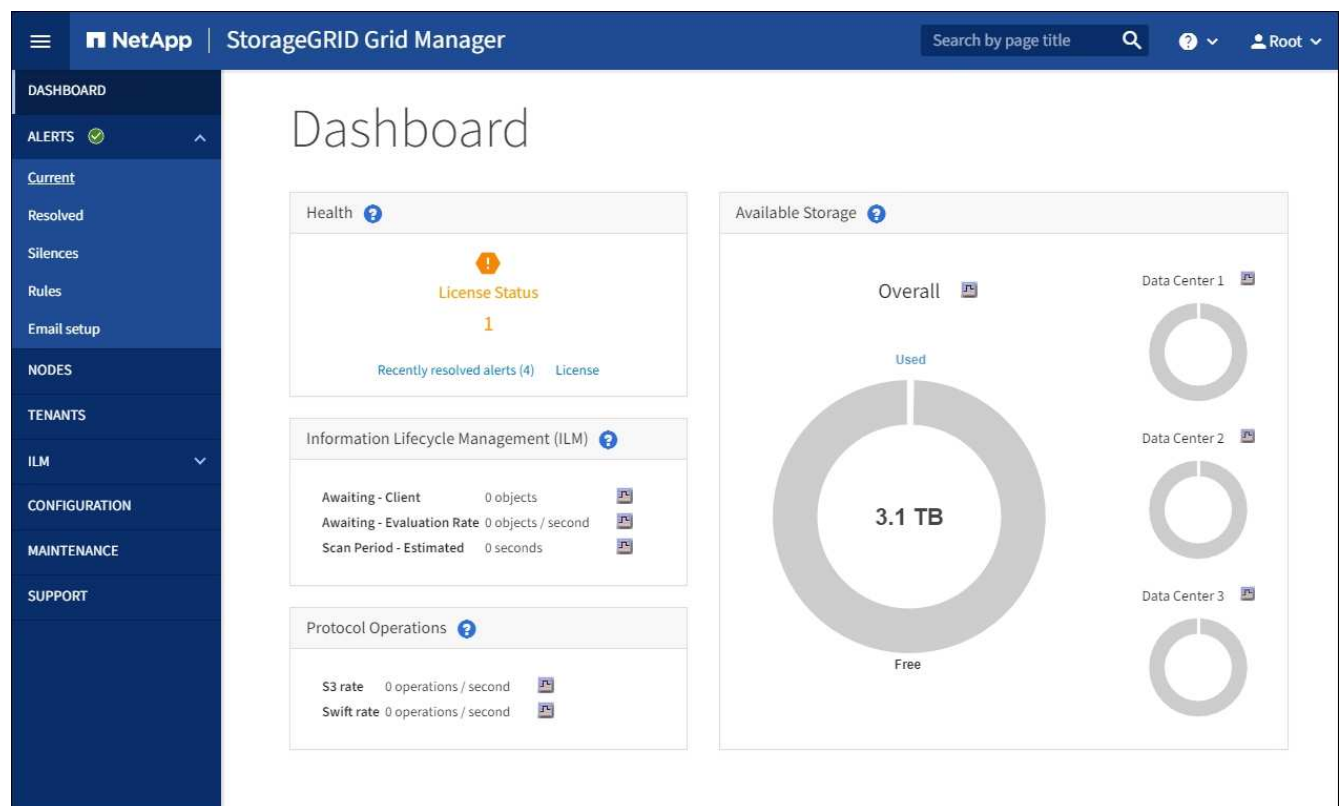 NetApp | StorageGRID Grid Manager
Search by page title
Root
DASHBOARD
ALERTS
Current
Resolved
Silences
Rules
Email setup
NODES
TENANTS
ILM
CONFIGURATION
MAINTENANCE
SUPPORT
Dashboard
Health ?
!
License Status
1
Recently resolved alerts (4) License
Information Lifecycle Management (ILM) ?
Awaiting - Client 0 objects
Awaiting - Evaluation Rate 0 objects / second
Scan Period - Estimated 0 seconds
Protocol Operations ?
S3 rate 0 operations / second
Swift rate 0 operations / second
Available Storage ?
Overall
Used
3.1 TB
Free
Data Center 1
Data Center 2
Data Center 3